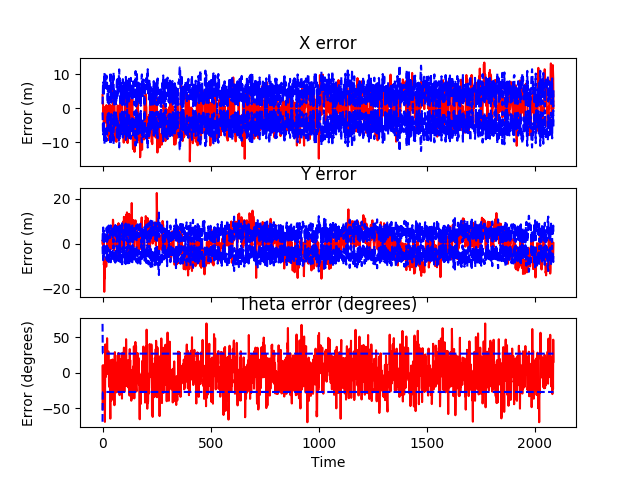 X error
10
0
−10
Error (m)
Y error
20
0
−20
Error (m)
Theta error (degrees)
50
0
−50
Error (degrees)
0 500 1000 1500 2000
Time